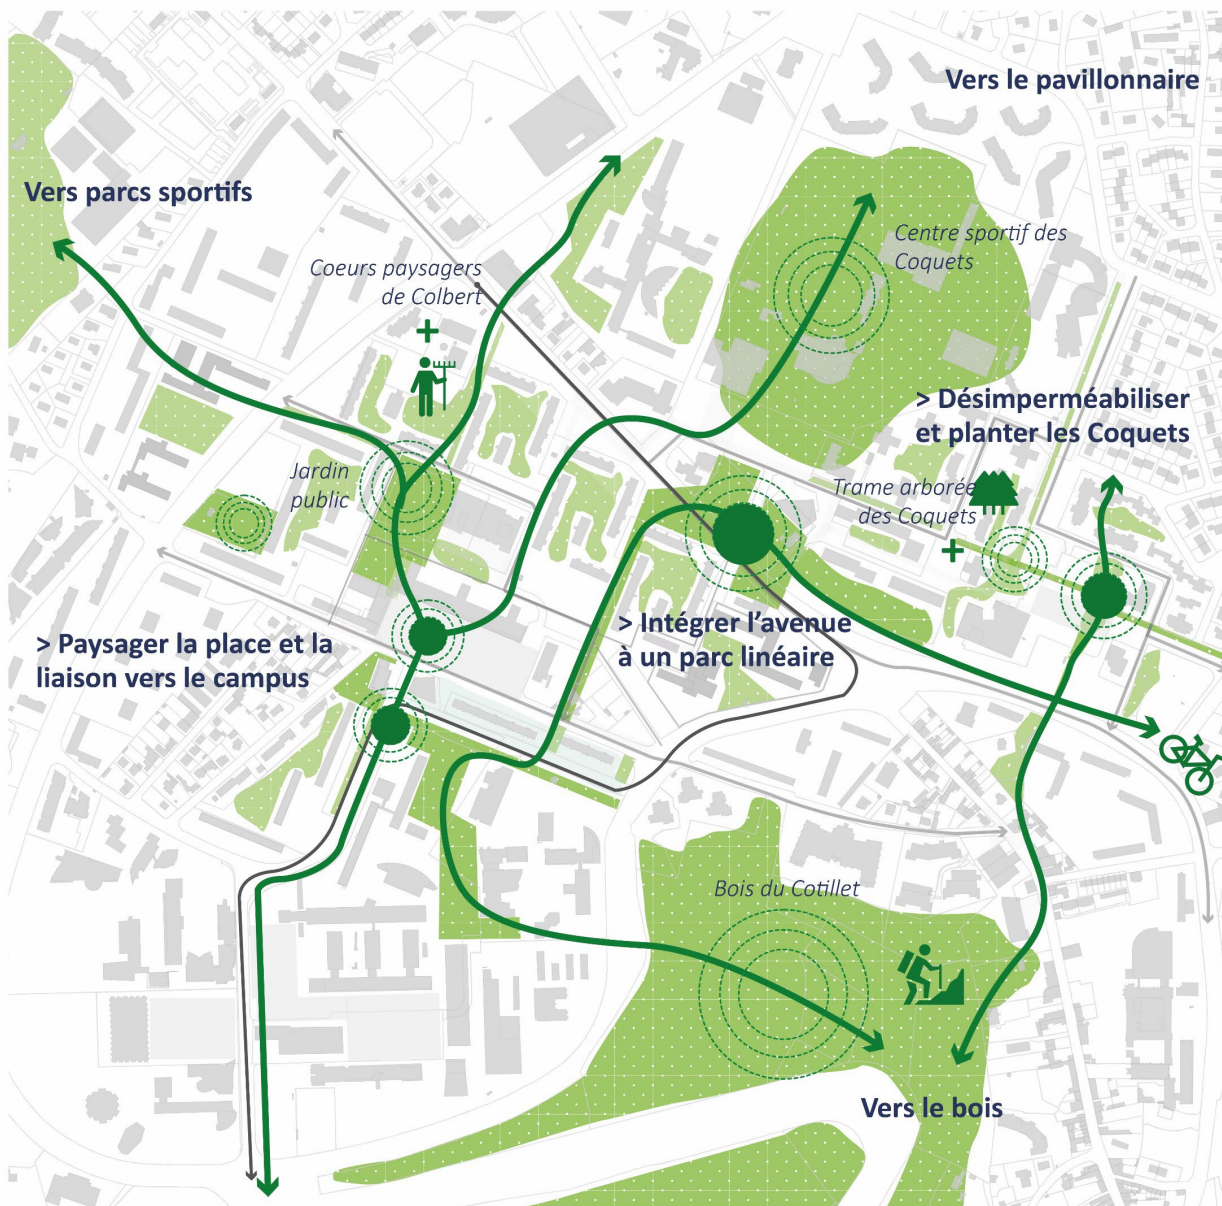 Vers le pavillonnaire
Vers parcs sportifs
Centre sportif des
Coquets
Coeurs paysagers
de Colbert
+
> Désimperméabiliser
et planter les Coquets
Jardin
public
Trame arborée
des Coquets
+
> Intégrer l’avenue
à un parc linéaire
> Paysager la place et la
liaison vers le campus
Bois du Cotillet
Vers le bois